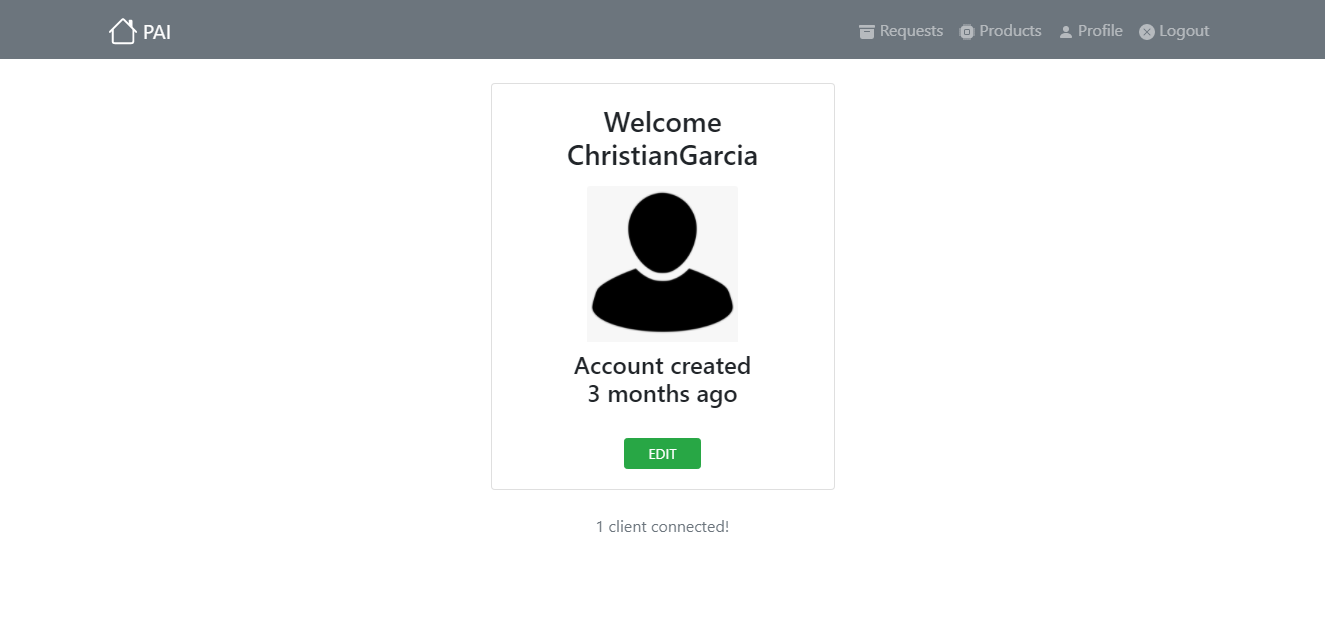 PAI
Requests
Products
Profile
Logout
Welcome
ChristianGarcia
Account created
3 months ago
EDIT
1 client connected!